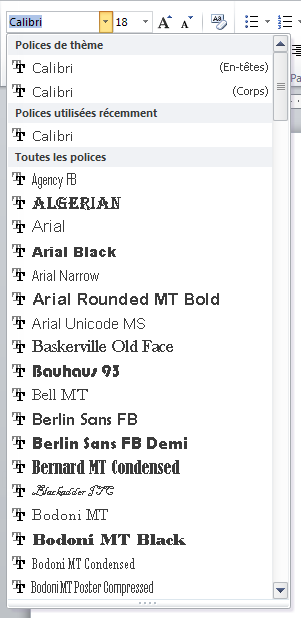 Calibri 18
Polices de thème
Calibri (En-têtes)
Calibri (Corps)
Polices utilisées récemment
Calibri
Toutes les polices
Agency FB
ALGERIAN
Arial
Arial Black
Arial Narrow
Arial Rounded MT Bold
Arial Unicode MS
Baskerville Old Face
Bauhaus 93
Bell MT
Berlin Sans FB
Berlin Sans FB Demi
Bernard MT Condensed
Blackadder ITC
Bodoni MT
Bodoni MT Black
Bodoni MT Condensed
Bodoni MT Poster Compressed